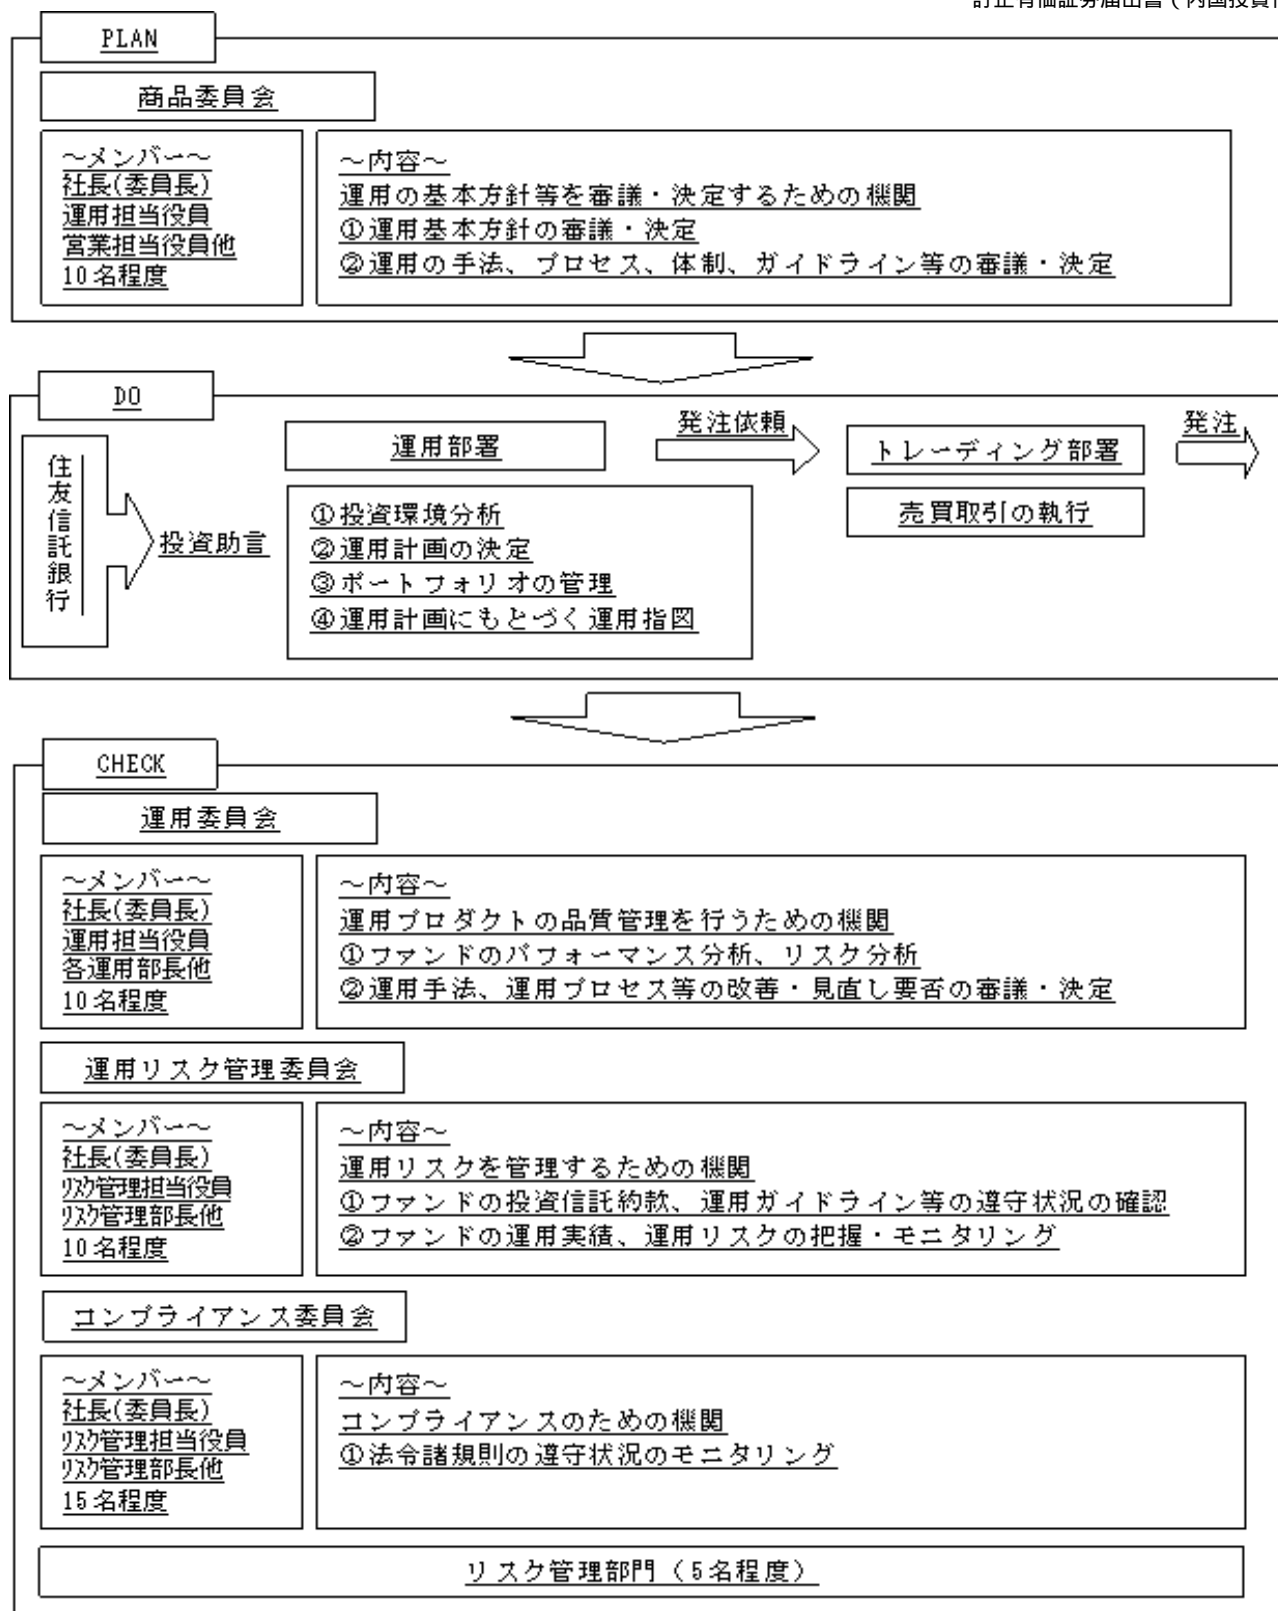 訂正有価証券届出書（内国投資信
PLAN
商品委員会
～メンバー～
社長(委員長)
運用担当役員
営業担当役員他
10名程度
～内容～
運用の基本方針等を審議・決定するための機関
①運用基本方針の審議・決定
②運用の手法、プロセス、体制、ガイドライン等の審議・決定
DO
住友信託銀行
投資助言
運用部署
①投資環境分析
②運用計画の決定
③ポートフォリオの管理
④運用計画にもとづく運用指図
発注依頼
トレーディング部署
売買取引の執行
発注
CHECK
運用委員会
～メンバー～
社長(委員長)
運用担当役員
各運用部長他
10名程度
～内容～
運用プロダクトの品質管理を行うための機関
①ファンドのパフォーマンス分析、リスク分析
②運用手法、運用プロセス等の改善・見直し要否の審議・決定
運用リスク管理委員会
～メンバー～
社長(委員長)
ﾘｽｸ管理担当役員
ﾘｽｸ管理部長他
10名程度
～内容～
運用リスクを管理するための機関
①ファンドの投資信託約款、運用ガイドライン等の遵守状況の確認
②ファンドの運用実績、運用リスクの把握・モニタリング
コンプライアンス委員会
～メンバー～
社長(委員長)
ﾘｽｸ管理担当役員
ﾘｽｸ管理部長他
15名程度
～内容～
コンプライアンスのための機関
①法令諸規則の遵守状況のモニタリング
リスク管理部門（5名程度）